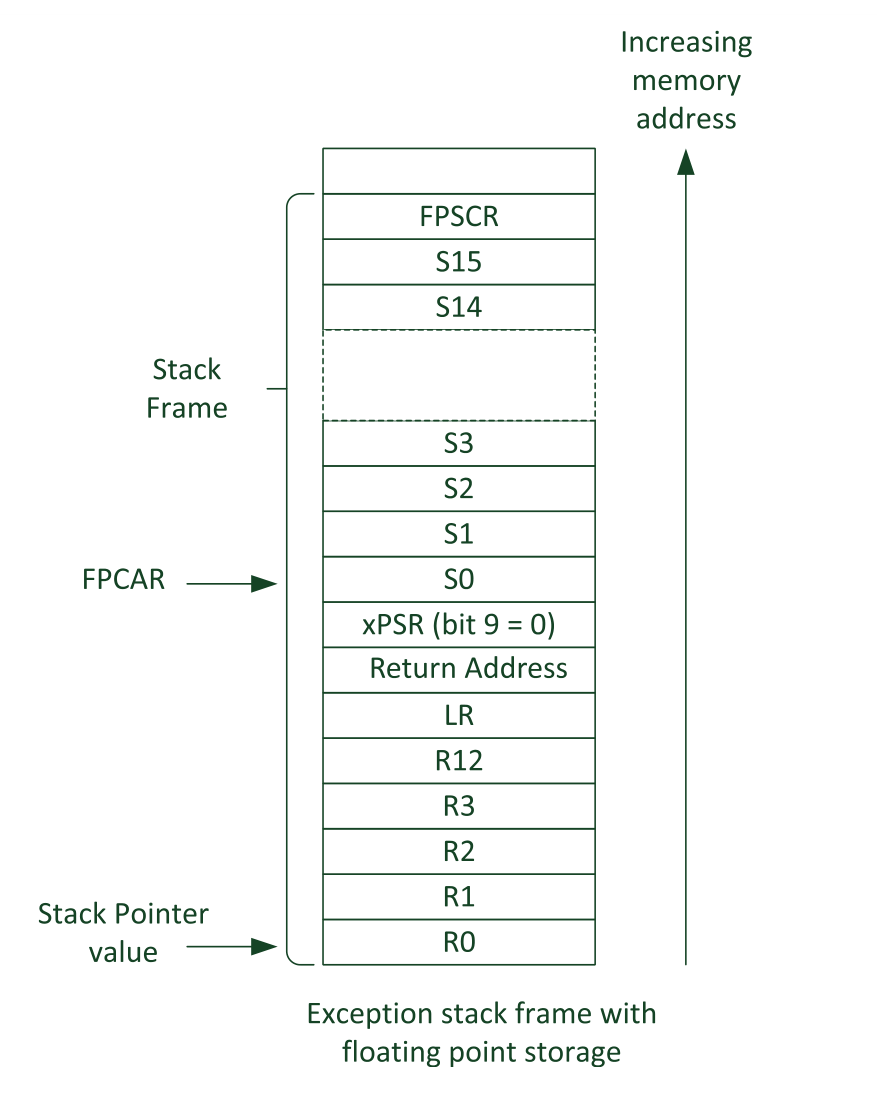 Increasing
memory
address
FPSCR
S15
S14
Stack
Frame
S3
S2
S1
FPCAR
S0
xPSR (bit 9 = 0)
Return Address
LR
R12
R3
R2
R1
Stack Pointer
value
R0
Exception stack frame with
floating point storage